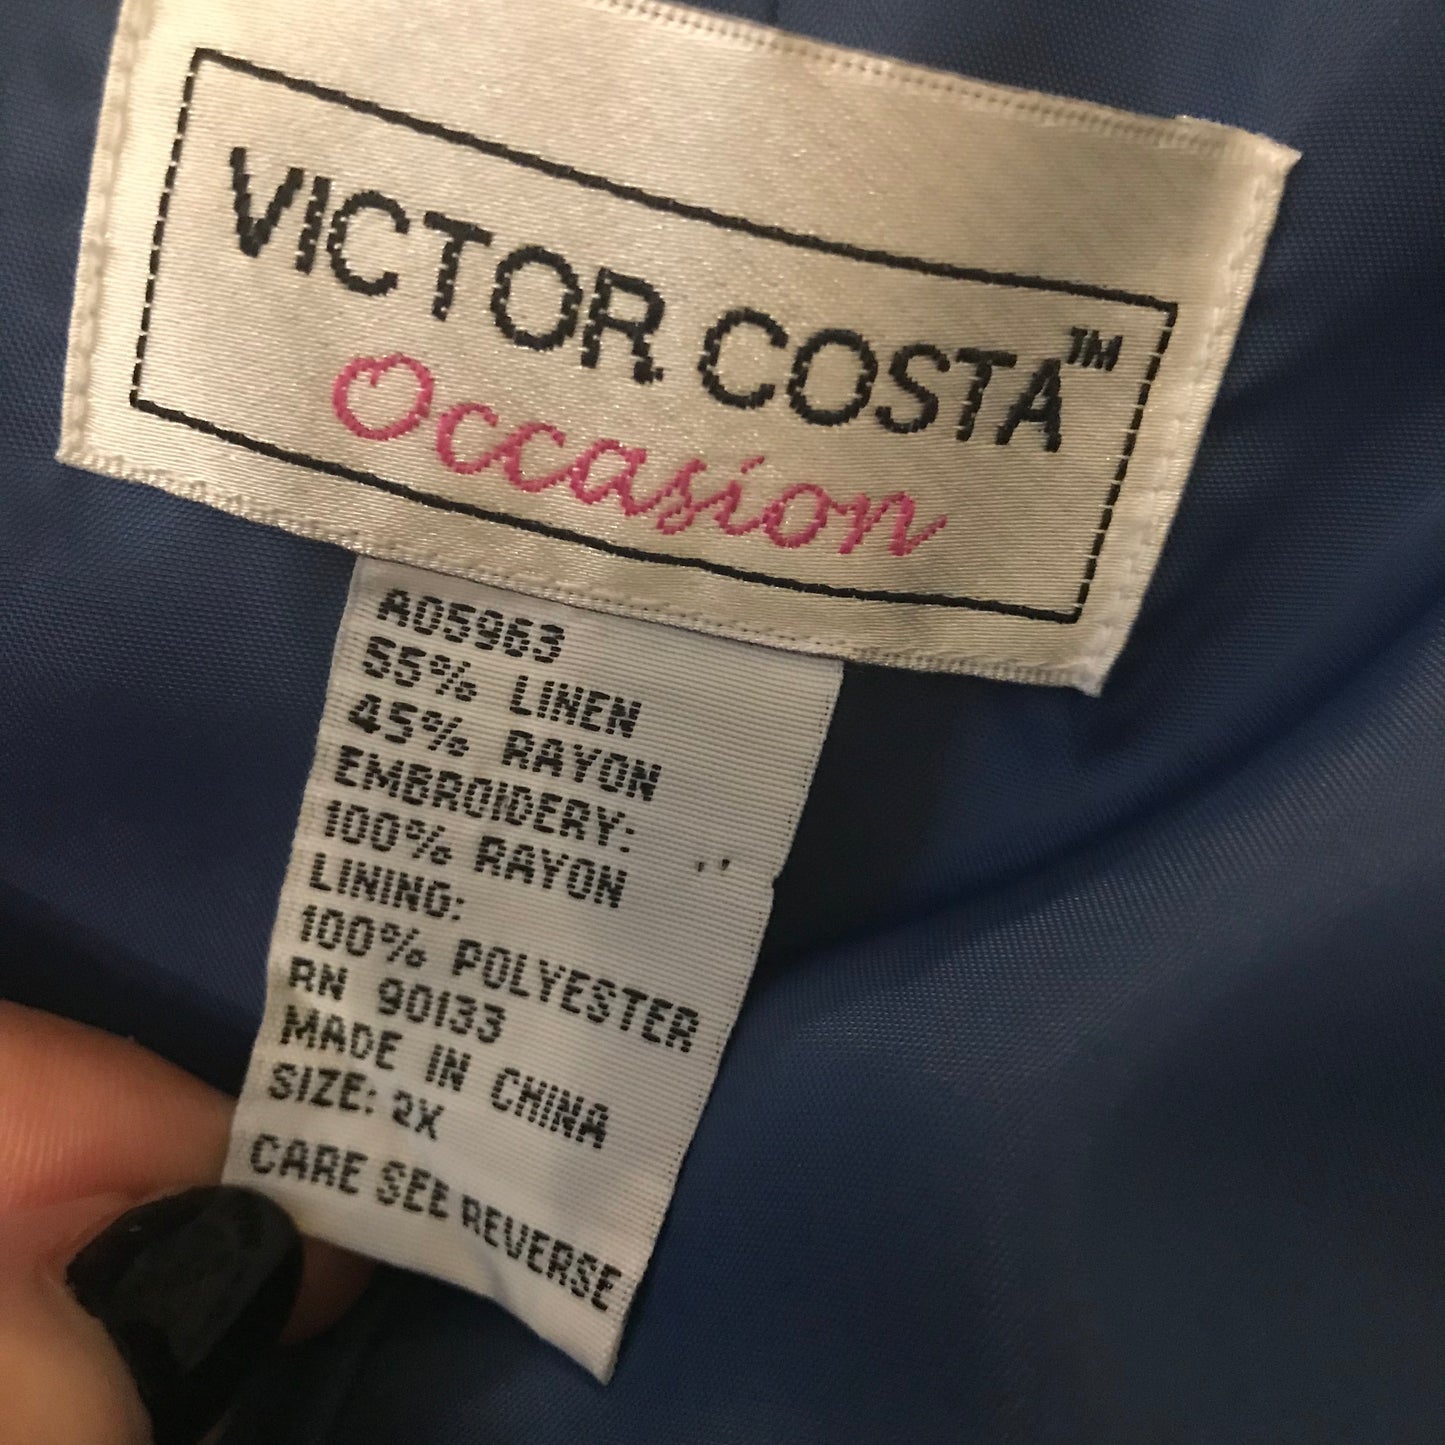 VICTOR COSTA™
Occasion
A05963
55% LINEN
45% RAYON
EMBROIDERY:
100% RAYON
LINING:
100% POLYESTER
RN 90133
MADE IN CHINA
SIZE: 2X
CARE SEE REVERSE